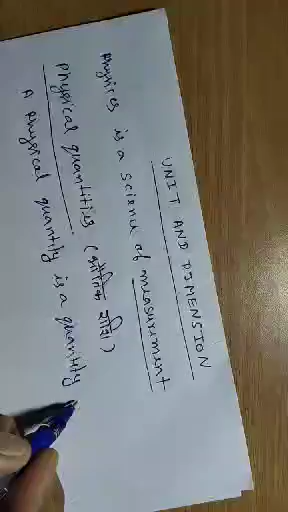 UNIT AND DIMENSION
Physics is a science of measurement
Physical quantities (भौतिक राशि)
A Physical quantity is a quantity